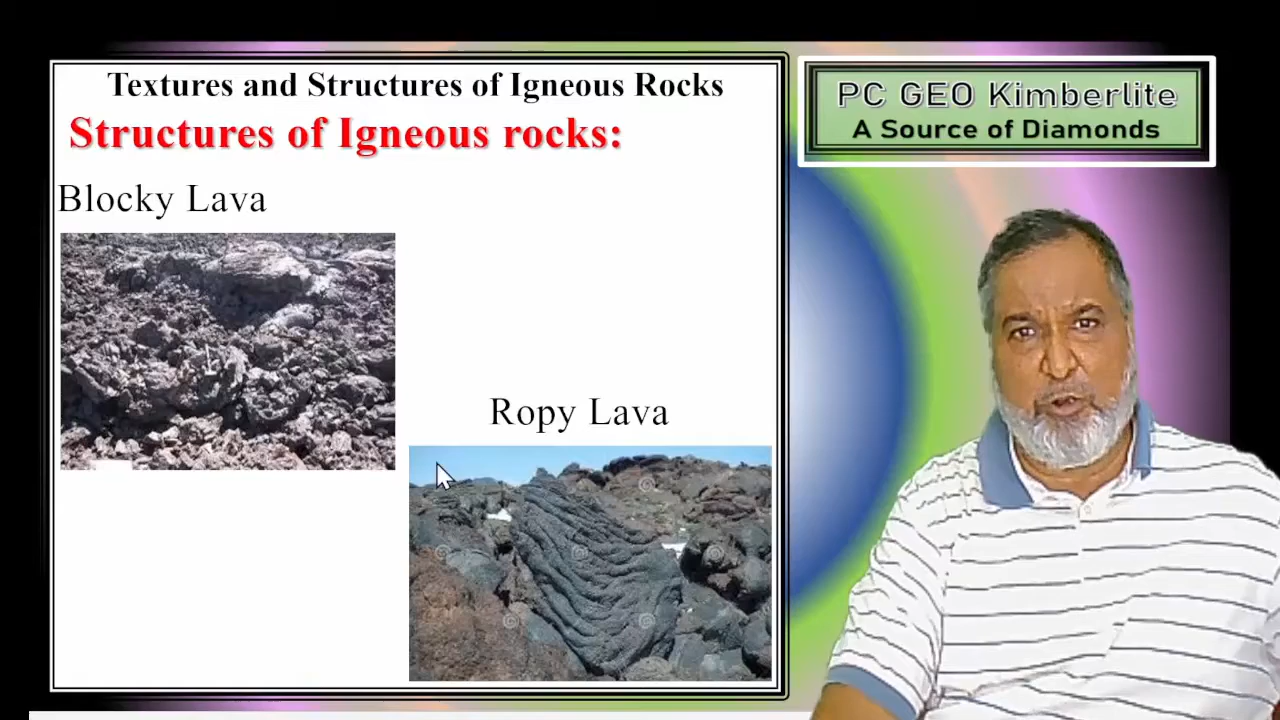 Textures and Structures of Igneous Rocks
Structures of Igneous rocks:
Blocky Lava
Ropy Lava
PC GEO Kimberlite
A Source of Diamonds